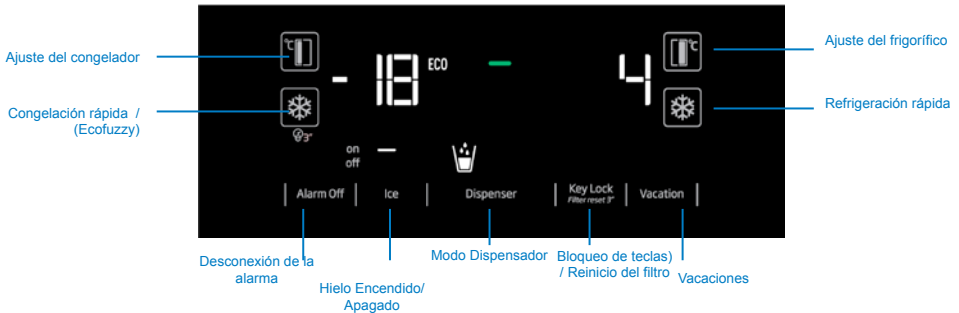 Ajuste del congelador
Congelación rápida /
(Ecofuzzy)
°C
- 18 ECO
4
°C
3"
on
off
Alarm Off
Ice
Dispenser
Key Lock
Filter reset 3"
Vacation
Ajuste del frigorífico
Refrigeración rápida
Desconexión de la
alarma
Hielo Encendido/
Apagado
Modo Dispensador
Bloqueo de teclas)
/ Reinicio del filtro
Vacaciones